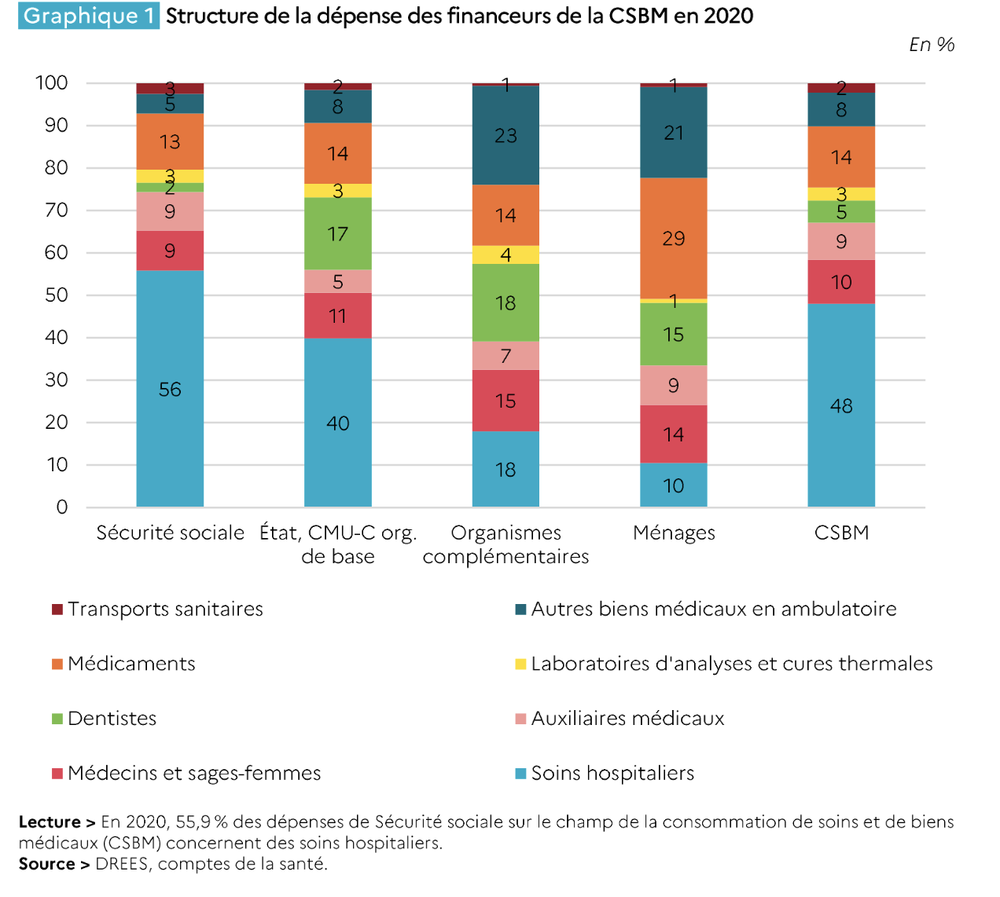 Graphique 1 Structure de la dépense des financeurs de la CSBM en 2020
En %
100 3 2 1 1 2
5 8 23 21 8
90
13 14 14 29 14
80
3 3 4 1 3
2 17 18 15 5
70
9 5 7 9 9
60
9 11 15 14 10
50
56 40 18 10 48
40
30
20
10
0
Sécurité sociale État, CMU-C org. Organismes Ménages CSBM
de base complémentaires
Transports sanitaires Autres biens médicaux en ambulatoire
Médicaments Laboratoires d'analyses et cures thermales
Dentistes Auxiliaires médicaux
Médecins et sages-femmes Soins hospitaliers
Lecture > En 2020, 55,9 % des dépenses de Sécurité sociale sur le champ de la consommation de soins et de biens
médicaux (CSBM) concernent des soins hospitaliers.
Source > DREES, comptes de la santé.